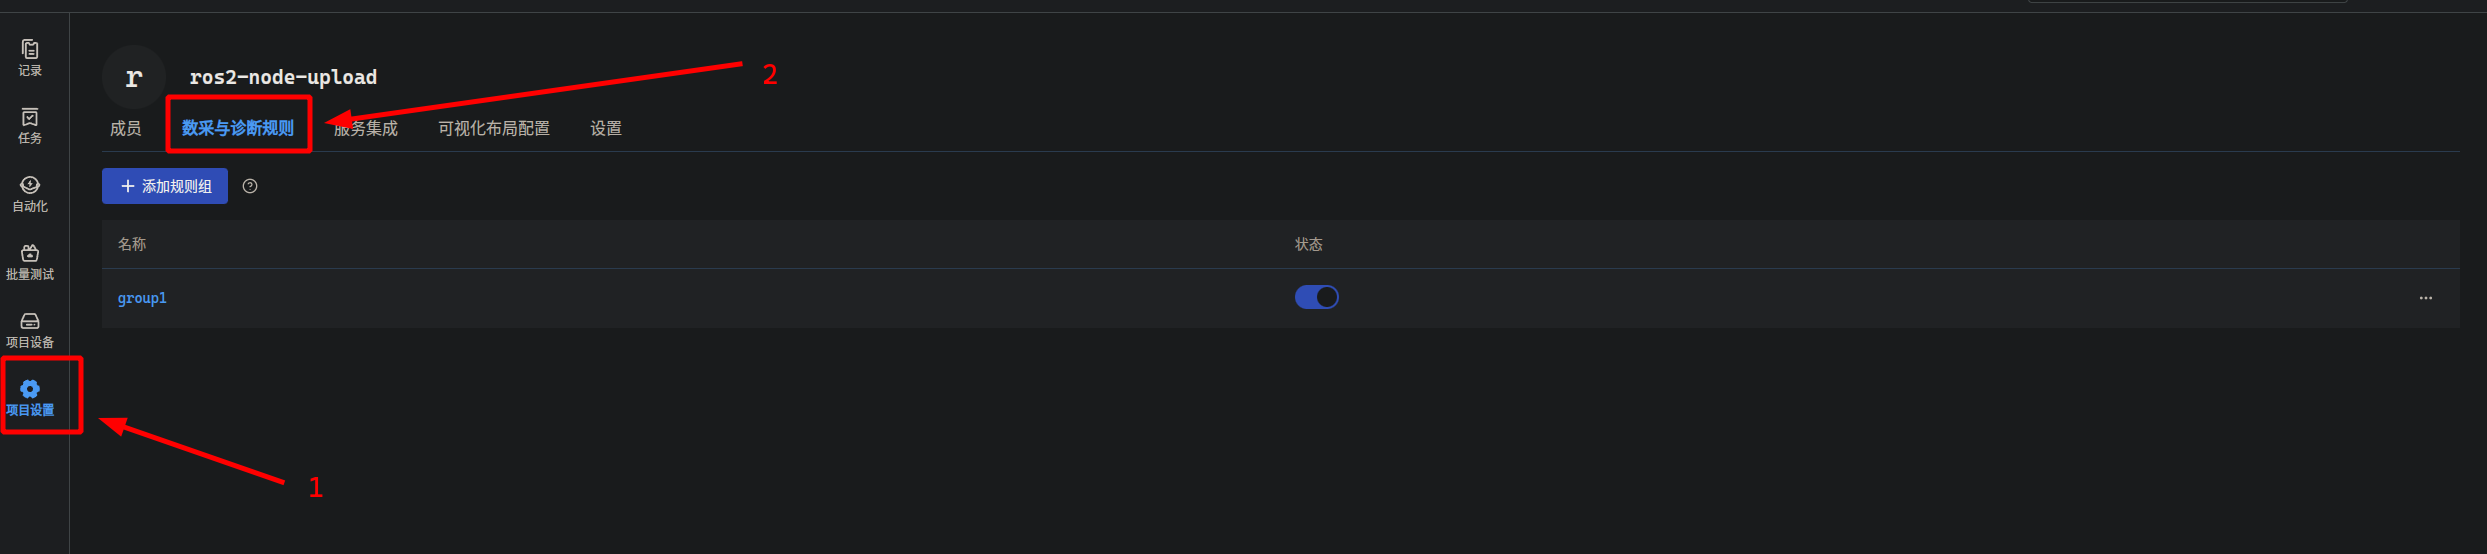 记录
任务
自动化
批量测试
项目设备
项目设置
r
ros2-node-upload
2
成员 数采与诊断规则 服务集成 可视化布局配置 设置
添加规则组
名称 状态
group1
1